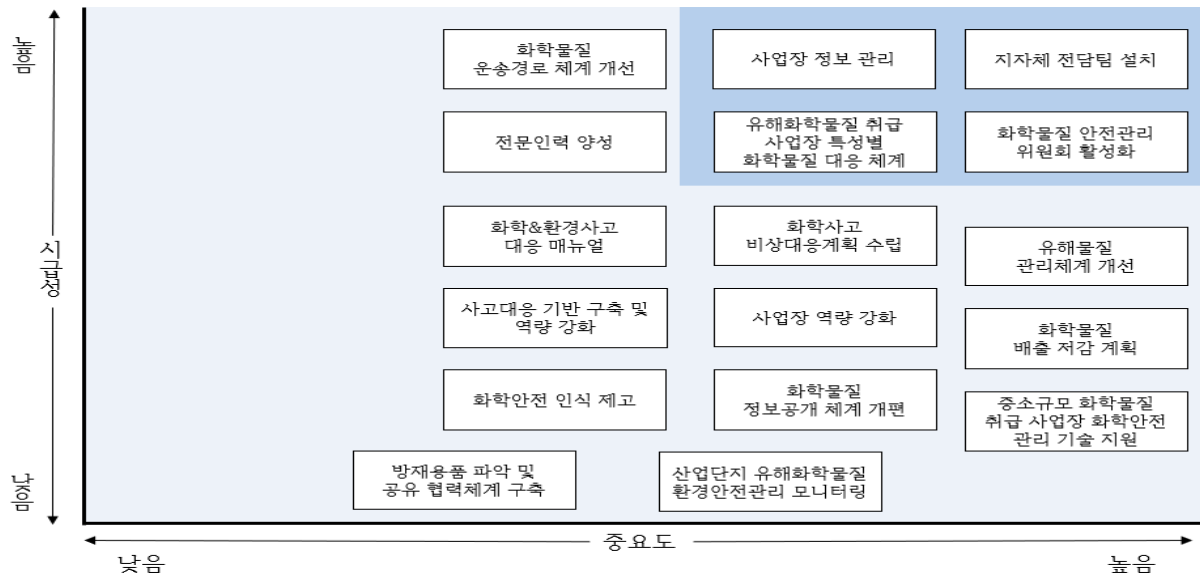 높음
화학물질
운송경로 체계 개선
사업장 정보 관리
지자체 전담팀 설치
전문인력 양성
유해화학물질 취급
사업장 특성별
화학물질 대응 체계
화학물질 안전관리
위원회 활성화
시급성
화학&환경사고
대응 매뉴얼
화학사고
비상대응계획 수립
유해물질
관리체계 개선
사고대응 기반 구축 및
역량 강화
사업장 역량 강화
화학물질
배출 저감 계획
화학안전 인식 제고
화학물질
정보공개 체계 개편
중소규모 화학물질
취급 사업장 화학안전
관리 기술 지원
낮음
방재용품 파악 및
공유 협력체계 구축
산업단지 유해화학물질
환경안전관리 모니터링
중요도
낮음
높음